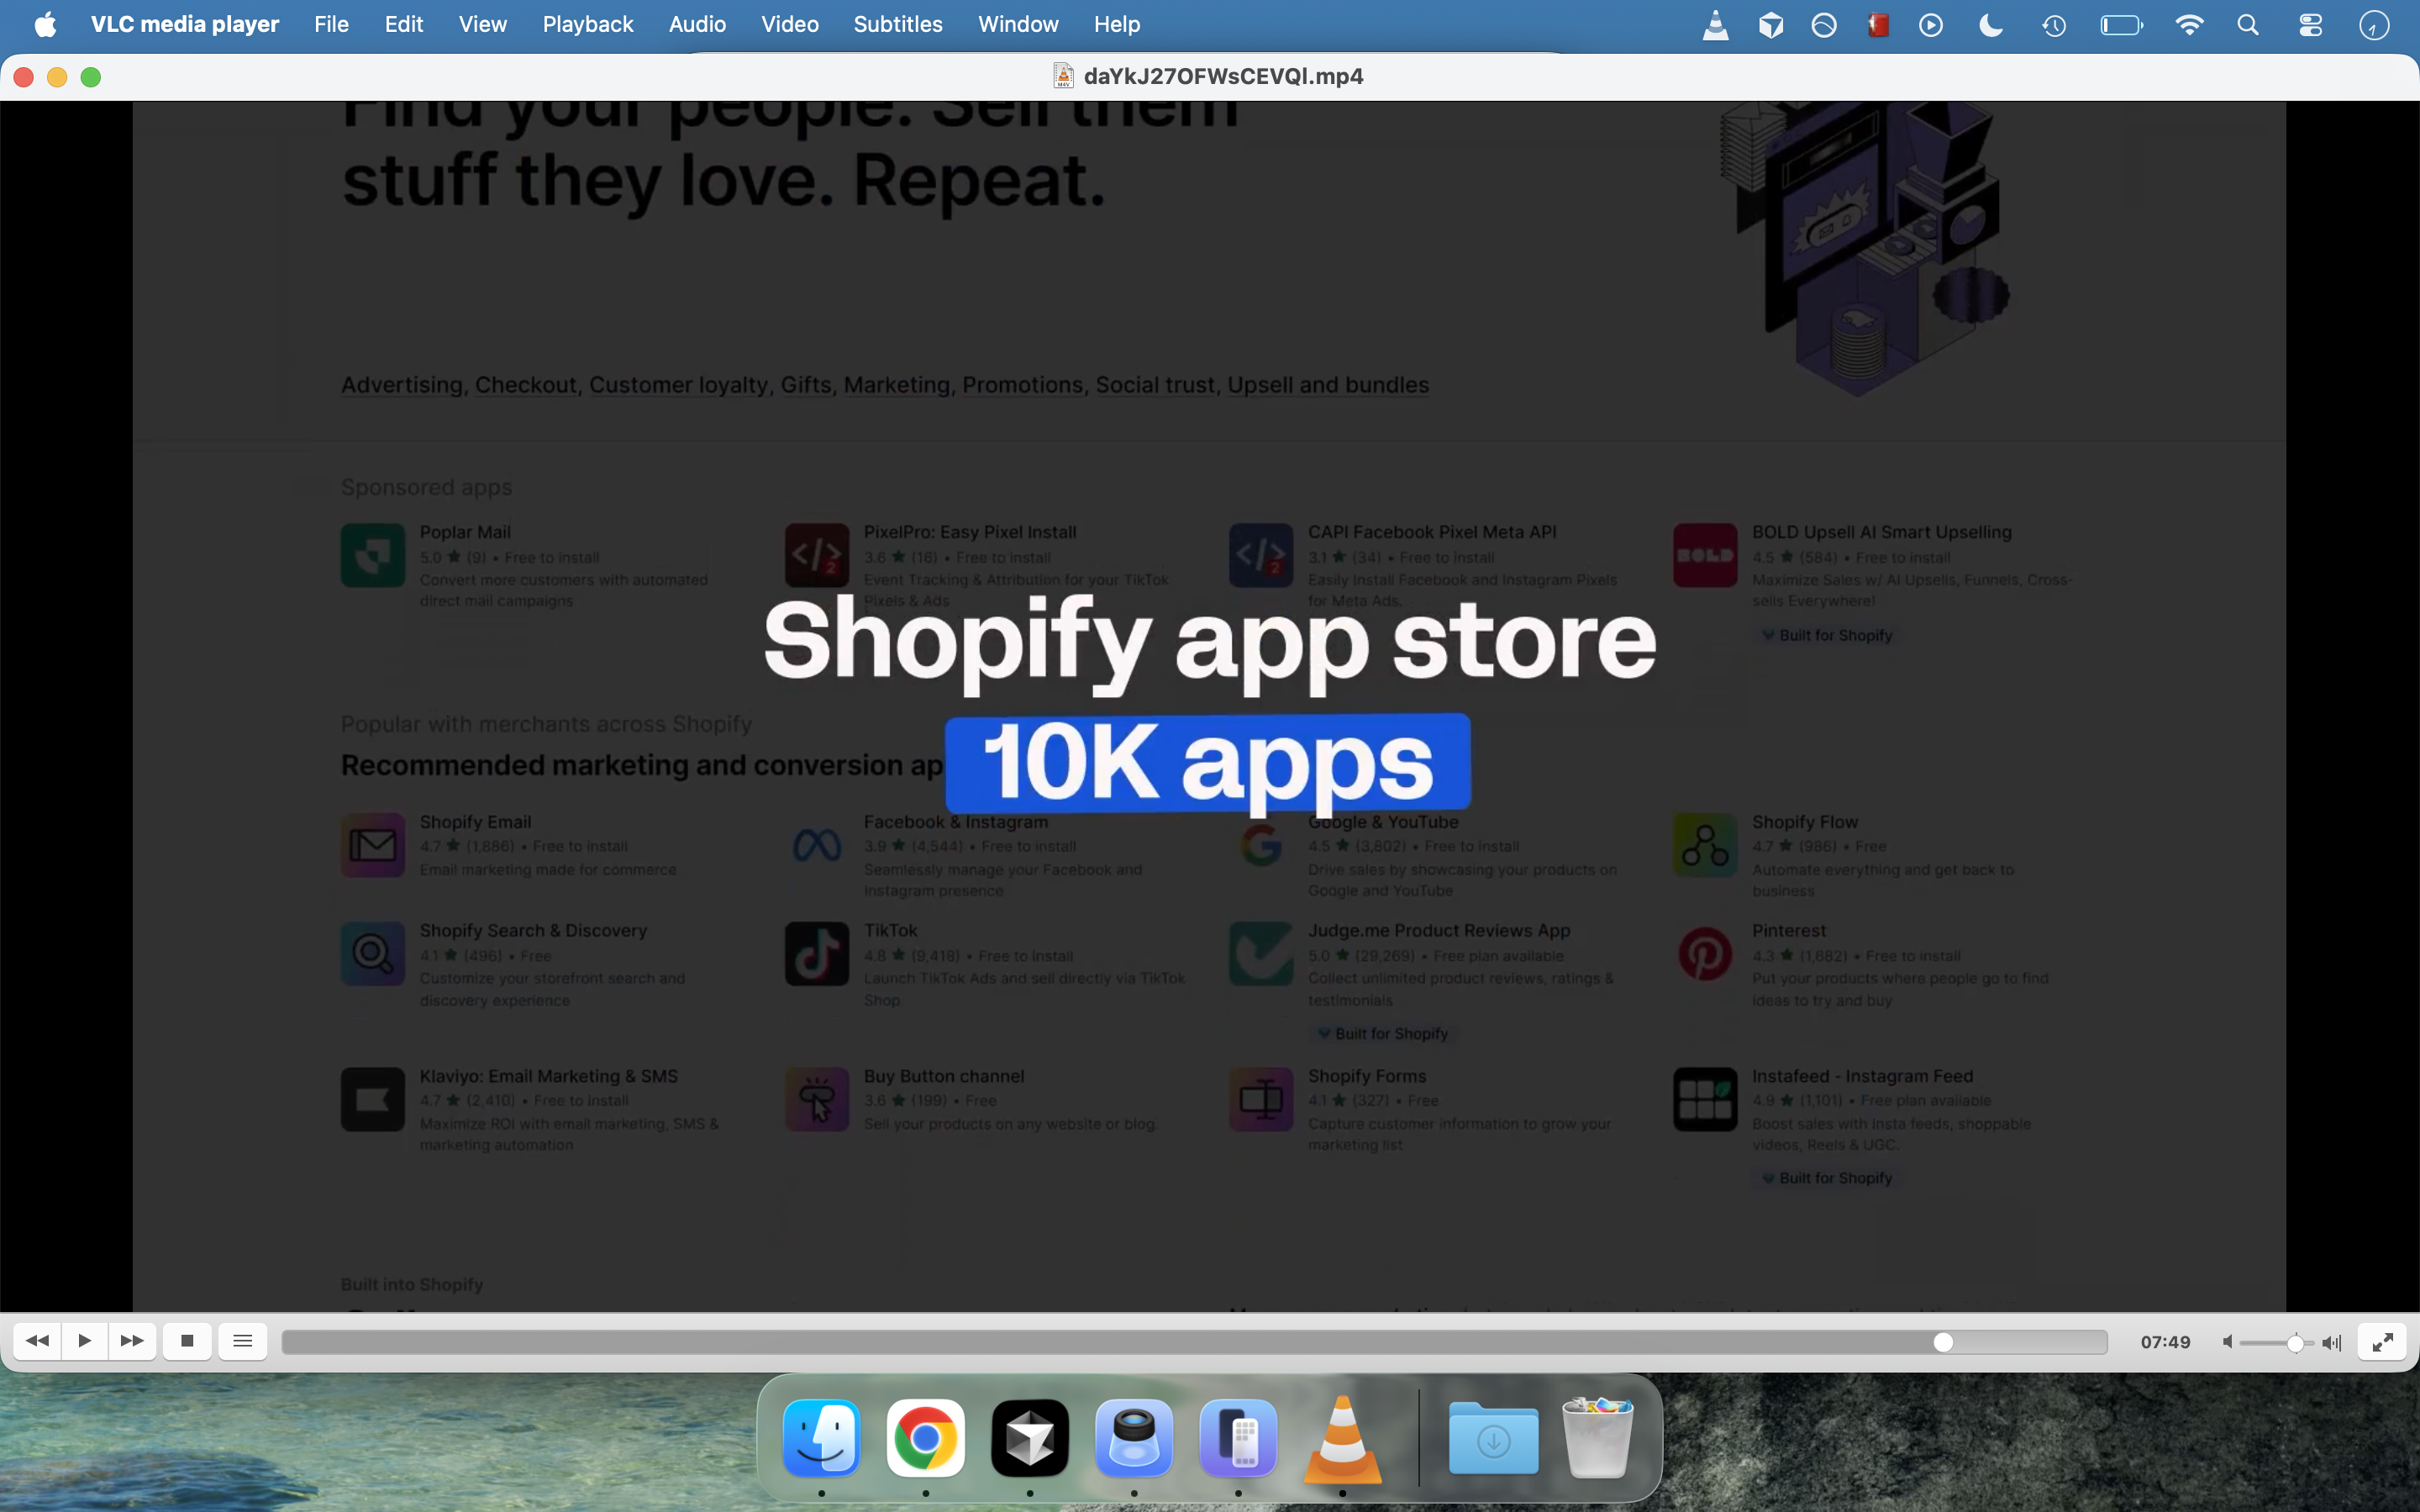 VLC media player File Edit View Playback Audio Video Subtitles Window Help
daYkJ27OFWsCEVQl.mp4
Find your people. Sell them
stuff they love. Repeat.
Advertising, Checkout, Customer loyalty, Gifts, Marketing, Promotions, Social trust, Upsell and bundles
Sponsored apps
Poplar Mail
5.0 ★ (9) • Free to install
Convert more customers with automated
direct mail campaigns
PixelPro: Easy Pixel Install
3.6 ★ (16) • Free to install
Event Tracking & Attribution for your TikTok
Pixels & Ads
CAPI Facebook Pixel Meta API
3.1 ★ (34) • Free to install
Easily Install Facebook and Instagram Pixels
for Meta Ads.
BOLD
BOLD Upsell AI Smart Upselling
4.5 ★ (584) • Free to install
Maximize Sales w/ AI Upsells, Funnels, Cross-
sells Everywhere!
Built for Shopify
Shopify app store
10K apps
Popular with merchants across Shopify
Recommended marketing and conversion ap
Shopify Email
4.7 ★ (1,886) • Free to install
Email marketing made for commerce
Facebook & Instagram
3.9 ★ (4,544) • Free to install
Seamlessly manage your Facebook and
Instagram presence
Google & YouTube
4.5 ★ (3,802) • Free to install
Drive sales by showcasing your products on
Google and YouTube
Shopify Flow
4.7 ★ (986) • Free
Automate everything and get back to
business
Shopify Search & Discovery
4.1 ★ (496) • Free
Customize your storefront search and
discovery experience
TikTok
4.8 ★ (9,418) • Free to install
Launch TikTok Ads and sell directly via TikTok
Shop
Judge.me Product Reviews App
5.0 ★ (29,269) • Free plan available
Collect unlimited product reviews, ratings &
testimonials
Built for Shopify
Pinterest
4.3 ★ (1,682) • Free to install
Put your products where people go to find
ideas to try and buy
Klaviyo: Email Marketing & SMS
4.7 ★ (2,410) • Free to install
Maximize ROI with email marketing, SMS &
marketing automation
Buy Button channel
3.6 ★ (199) • Free
Sell your products on any website or blog.
Shopify Forms
4.1 ★ (327) • Free
Capture customer information to grow your
marketing list
Instafeed - Instagram Feed
4.9 ★ (1,101) • Free plan available
Boost sales with Insta feeds, shoppable
videos, Reels & UGC.
Built for Shopify
Built into Shopify
07:49